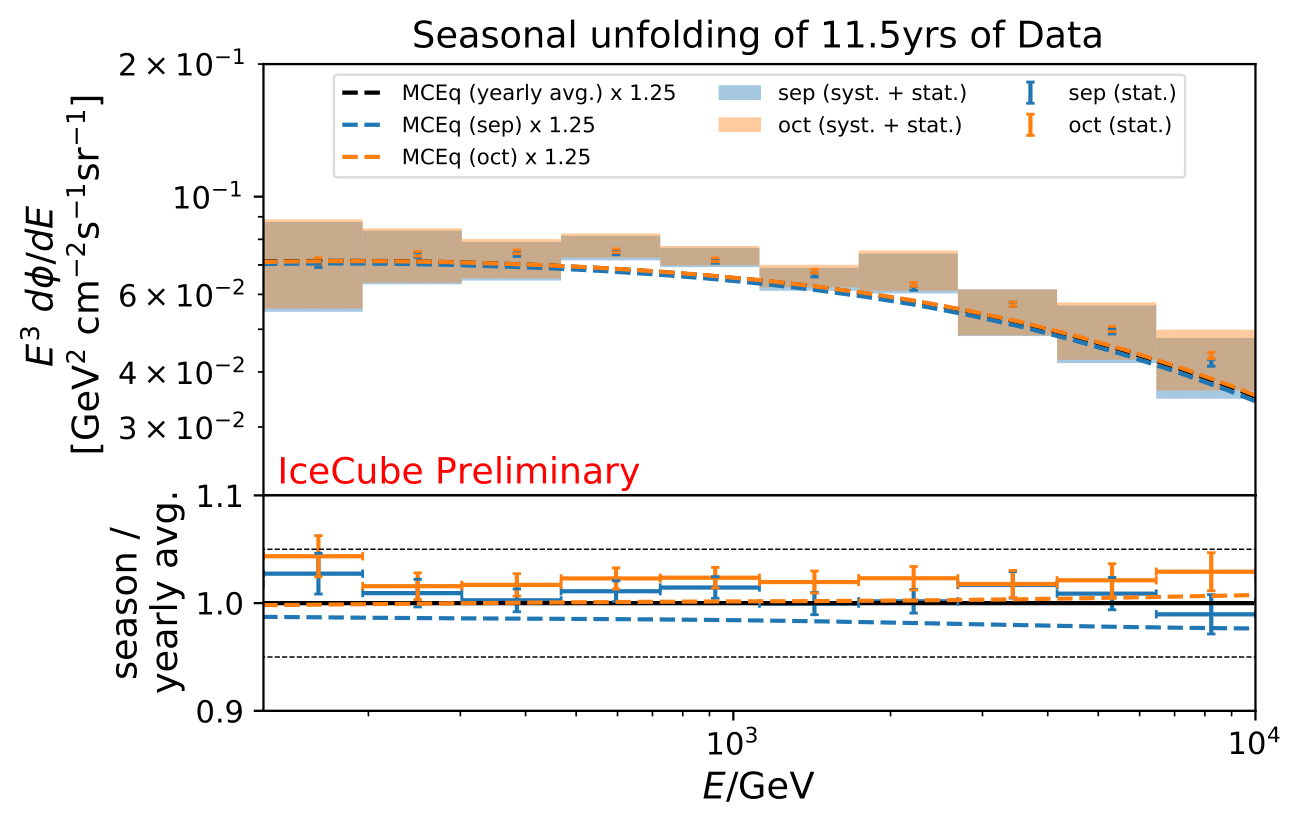 Seasonal unfolding of 11.5yrs of Data
MCEq (yearly avg.) x 1.25
MCEq (sep) x 1.25
MCEq (oct) x 1.25
sep (syst. + stat.)
oct (syst. + stat.)
sep (stat.)
oct (stat.)
E³ dϕ/dE
[GeV² cm⁻²s⁻¹sr⁻¹]
2 × 10⁻¹
10⁻¹
6 × 10⁻²
4 × 10⁻²
3 × 10⁻²
IceCube Preliminary
season /
yearly avg.
1.1
1.0
0.9
10³
10⁴
E/GeV